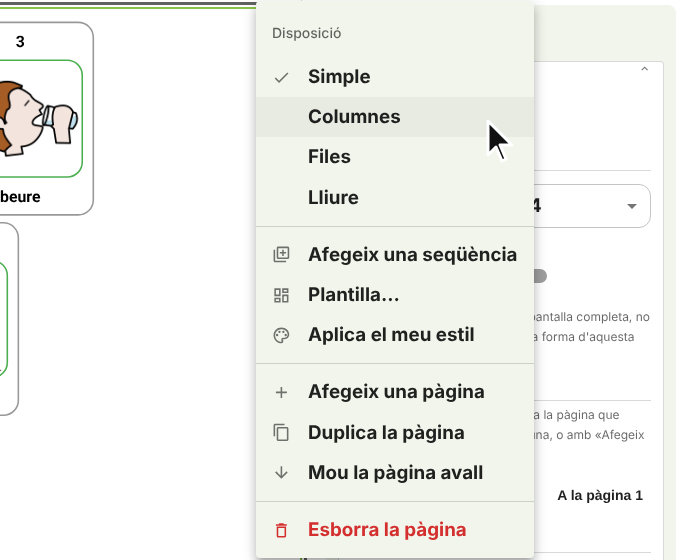 3
beure
Disposició
Simple
Columnes
Files
Lliure
Afegeix una seqüència
Plantilla...
Aplica el meu estil
Afegeix una pàgina
Duplica la pàgina
Mou la pàgina avall
Esborra la pàgina
4
pantalla completa, no
a forma d'aquesta
a la pàgina que
una, o amb «Afegeix
A la pàgina 1